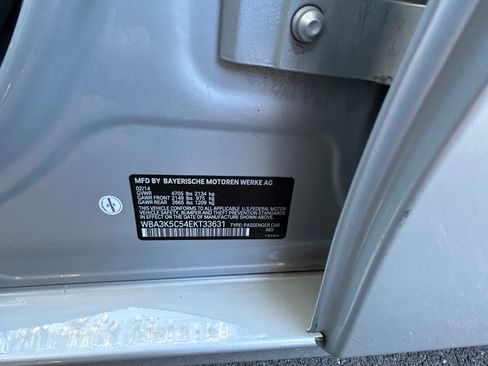 MFD BY BAYERISCHE MOTOREN WERKE AG
02/14
GVWR 4705 lbs 2134 kg
GAWR FRONT 2149 lbs 975 kg
GAWR REAR 2665 lbs 1209 kg
THIS VEHICLE CONFORMS TO ALL APPLICABLE U.S. FEDERAL MOTOR
VEHICLE SAFETY, BUMPER AND THEFT PREVENTION STANDARDS
IN EFFECT ON THE DATE OF MANUFACTURE SHOWN ABOVE.
WBA3K5C54EKT33631 TYPE: PASSENGER CAR